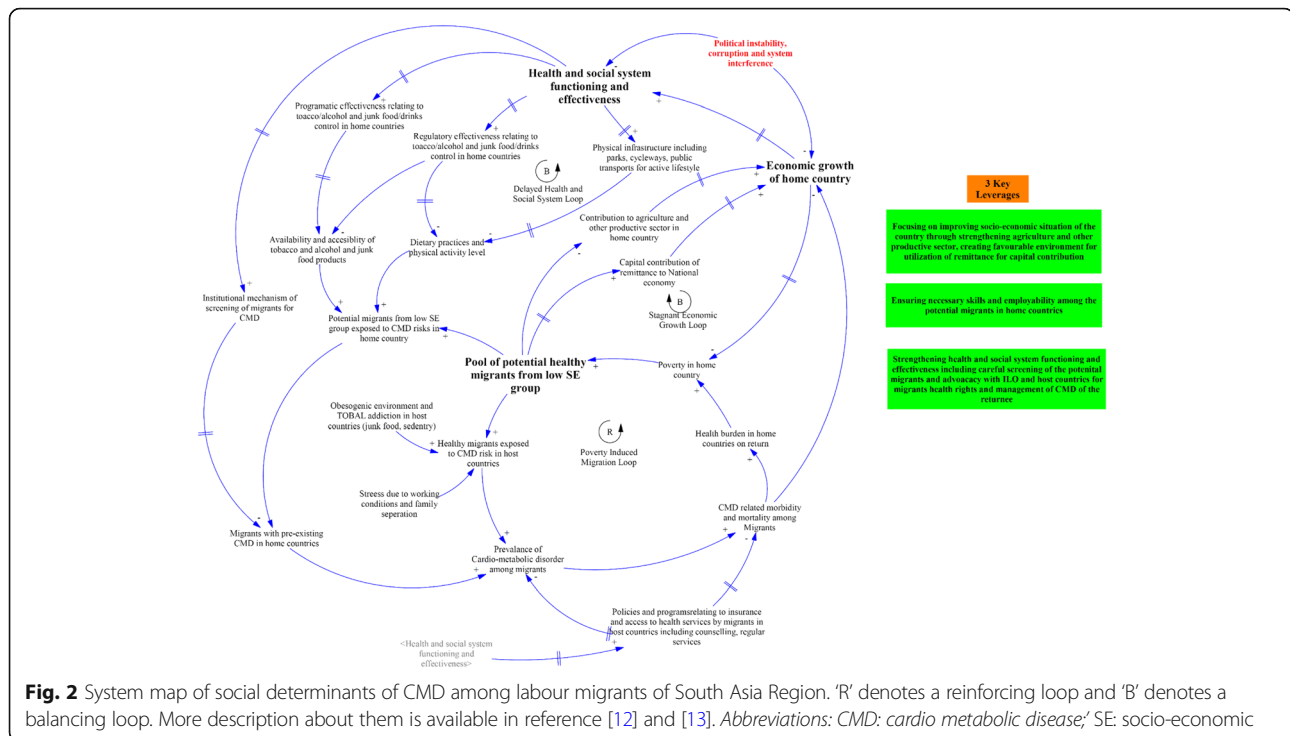 Political instability,
corruption and system
interference
Health and social system
functioning and
effectiveness
Programatic effectiveness relating to
toacco/alcohol and junk food/drinks
control in home countries
Regulatory effectiveness relating to
toacco/alcohol and junk food/drinks
control in home countries
Physical infrastructure including
parks, cycleways, public
transports for active lifestyle
B
Delayed Health and
Social System Loop
Economic growth
of home country
3 Key
Leverages
Focusing on improving socio-economic situation of the
country through strengthening agriculture and other
productive sector, creating favourable environment for
utilization of remittance for capital contribution
Contribution to agriculture and
other productive sector in
home country
Availability and accesiblity of
tobacco and alcohol and junk
food products
Dietary practices and
physical activity level
Capital contribution of
remittance to National
economy
B
Stagnant Economic
Growth Loop
Ensuring necessary skills and employability among the
potential migrants in home countries
Institutional mechanism of
screening of migrants for
CMD
Potential migrants from low SE
group exposed to CMD risks in
home country
Pool of potential healthy
migrants from low SE
group
Poverty in home
country
Strengthening health and social system functioning and
effectiveness including careful screening of the potenital
migrants and advoacacy with ILO and host countries for
migrants health rights and management of CMD of the
returnee
Obesogenic environment and
TOBAL addiction in host
countries (junk food, sedentry)
R
Poverty Induced
Migration Loop
Healthy migrants exposed
to CMD risk in host
countries
Health burden in home
countries on return
Streess due to working
conditions and family
seperation
CMD related morbidity
and mortality among
Migrants
Migrants with pre-existing
CMD in home countries
Prevalance of
Cardio-metabolic disorder
among migrants
Policies and programsrelating to insurance
and access to health services by migrants in
host countries including counselling, regular
services
<Health and social system
functioning and
effectiveness>
Fig. 2 System map of social determinants of CMD among labour migrants of South Asia Region. ‘R’ denotes a reinforcing loop and ‘B’ denotes a
balancing loop. More description about them is available in reference [12] and [13]. Abbreviations: CMD: cardio metabolic disease;’ SE: socio-economic